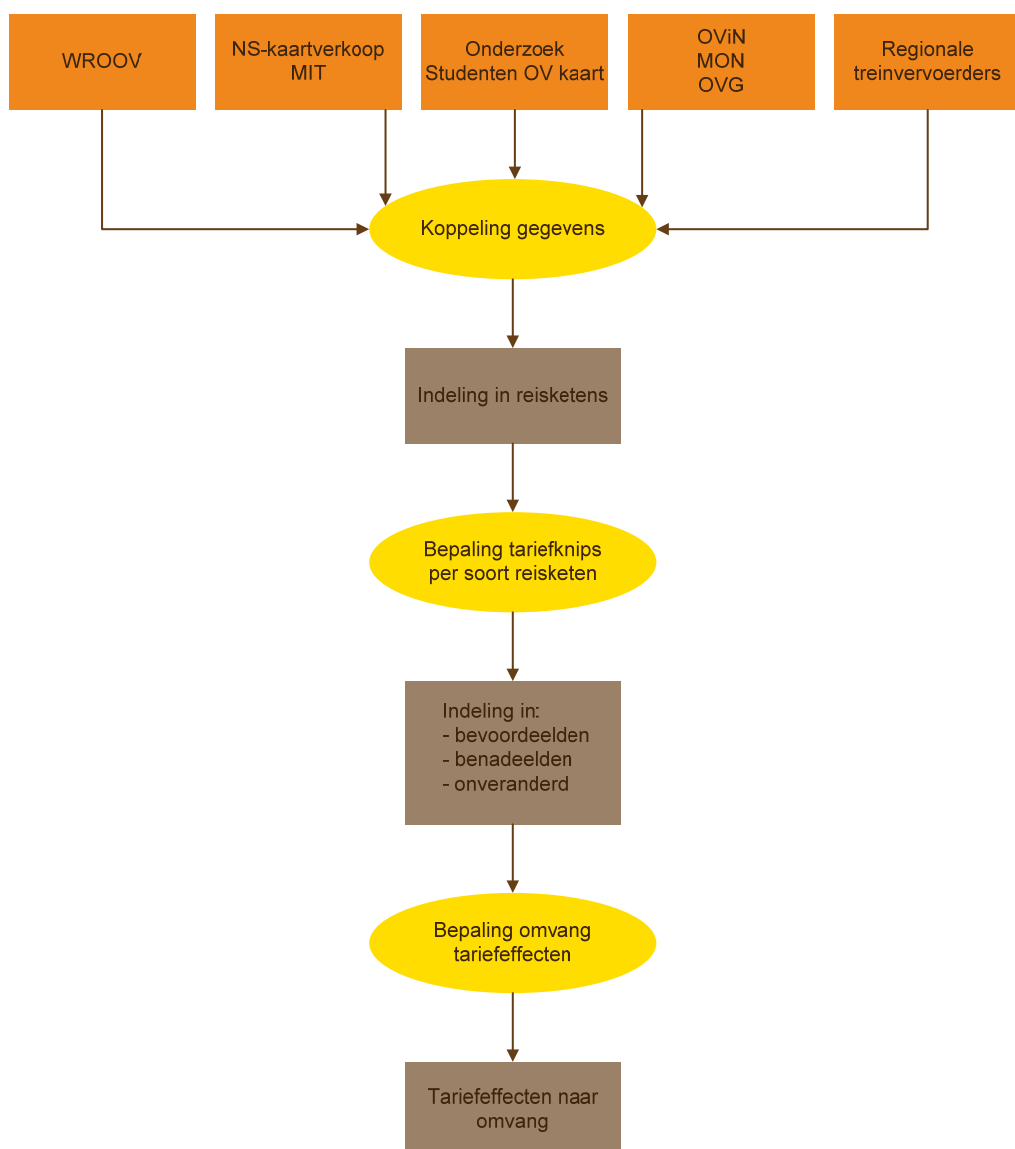 WROOV
NS-kaartverkoop
MIT
Onderzoek
Studenten OV kaart
OViN
MON
OVG
Regionale
treinvervoerders
Koppeling gegevens
Indeling in reisketens
Bepaling tariefknips
per soort reisketen
Indeling in:
- bevoordeelden
- benadeelden
- onveranderd
Bepaling omvang
tariefeffecten
Tariefeffecten naar
omvang